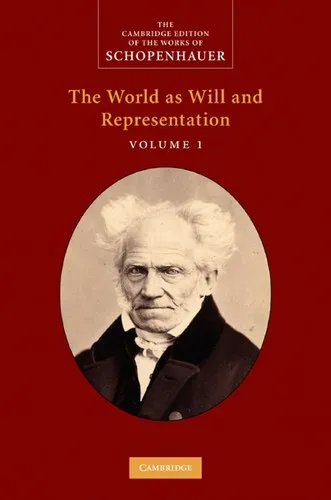 THE
CAMBRIDGE EDITION
OF THE WORKS OF
SCHOPENHAUER
The World as Will and
Representation
VOLUME 1
CAMBRIDGE